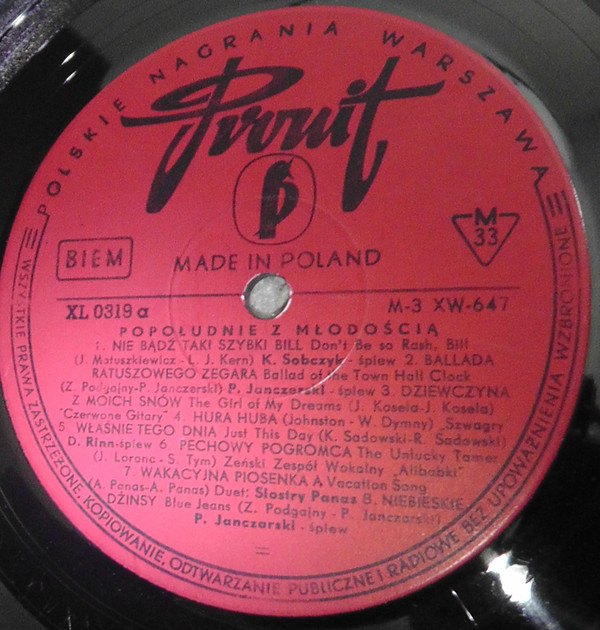 POLSKIE NAGRANIA WARSZAWA
Pronit
BIEM
MADE IN POLAND
M
33
XL 0319 a
M-3 XW-647
POPOŁUDNIE Z MŁODOŚCIĄ
1. NIE BĄDŹ TAKI SZYBKI BILL Don't Be so Rash, Bill
(J. Matuszkiewicz - L. J. Kern) K. Sobczyk - śpiew 2. BALLADA
RATUSZOWEGO ZEGARA Ballad of the Town Hall Clock
(Z. Podgajny-P. Janczerski) P. Janczerski - śpiew 3. DZIEWCZYNA
Z MOICH SNÓW The Girl of My Dreams (J. Kosela-J. Kosela)
"Czerwone Gitary" 4. HURA HUBA (Johnston - W. Dymny) „Szwagry"
5. WŁAŚNIE TEGO DNIA Just This Day (K. Sadowski-R. Sadowski)
D. Rinn-śpiew 6. PECHOWY POGROMCA The Unlucky Tamer
(J. Loranc - S. Tym) Żeński Zespół Wokalny „Alibabki"
7. WAKACYJNA PIOSENKA A Vacation Song
(A. Panas-A. Panas) Duet: Siostry Panas 8. NIEBIESKIE
DŻINSY Blue Jeans (Z. Podgajny - P. Janczarski)
P. Janczarski - śpiew
WSZYSTKIE PRAWA ZASTRZEŻONE, KOPIOWANIE, ODTWARZANIE PUBLICZNE I RADIOWE BEZ UPOWAŻNIENIA WZBRONIONE